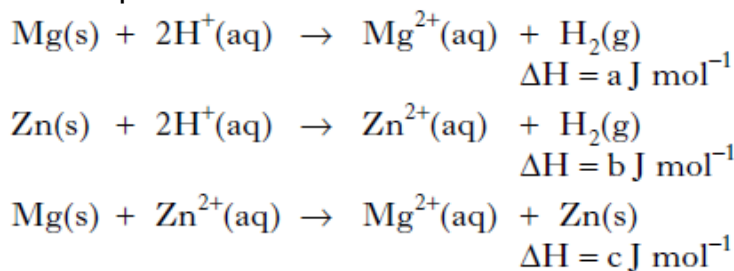 Mg(s) + 2H⁺(aq) → Mg²⁺(aq) + H₂(g)
ΔH = a J mol⁻¹
Zn(s) + 2H⁺(aq) → Zn²⁺(aq) + H₂(g)
ΔH = b J mol⁻¹
Mg(s) + Zn²⁺(aq) → Mg²⁺(aq) + Zn(s)
ΔH = c J mol⁻¹